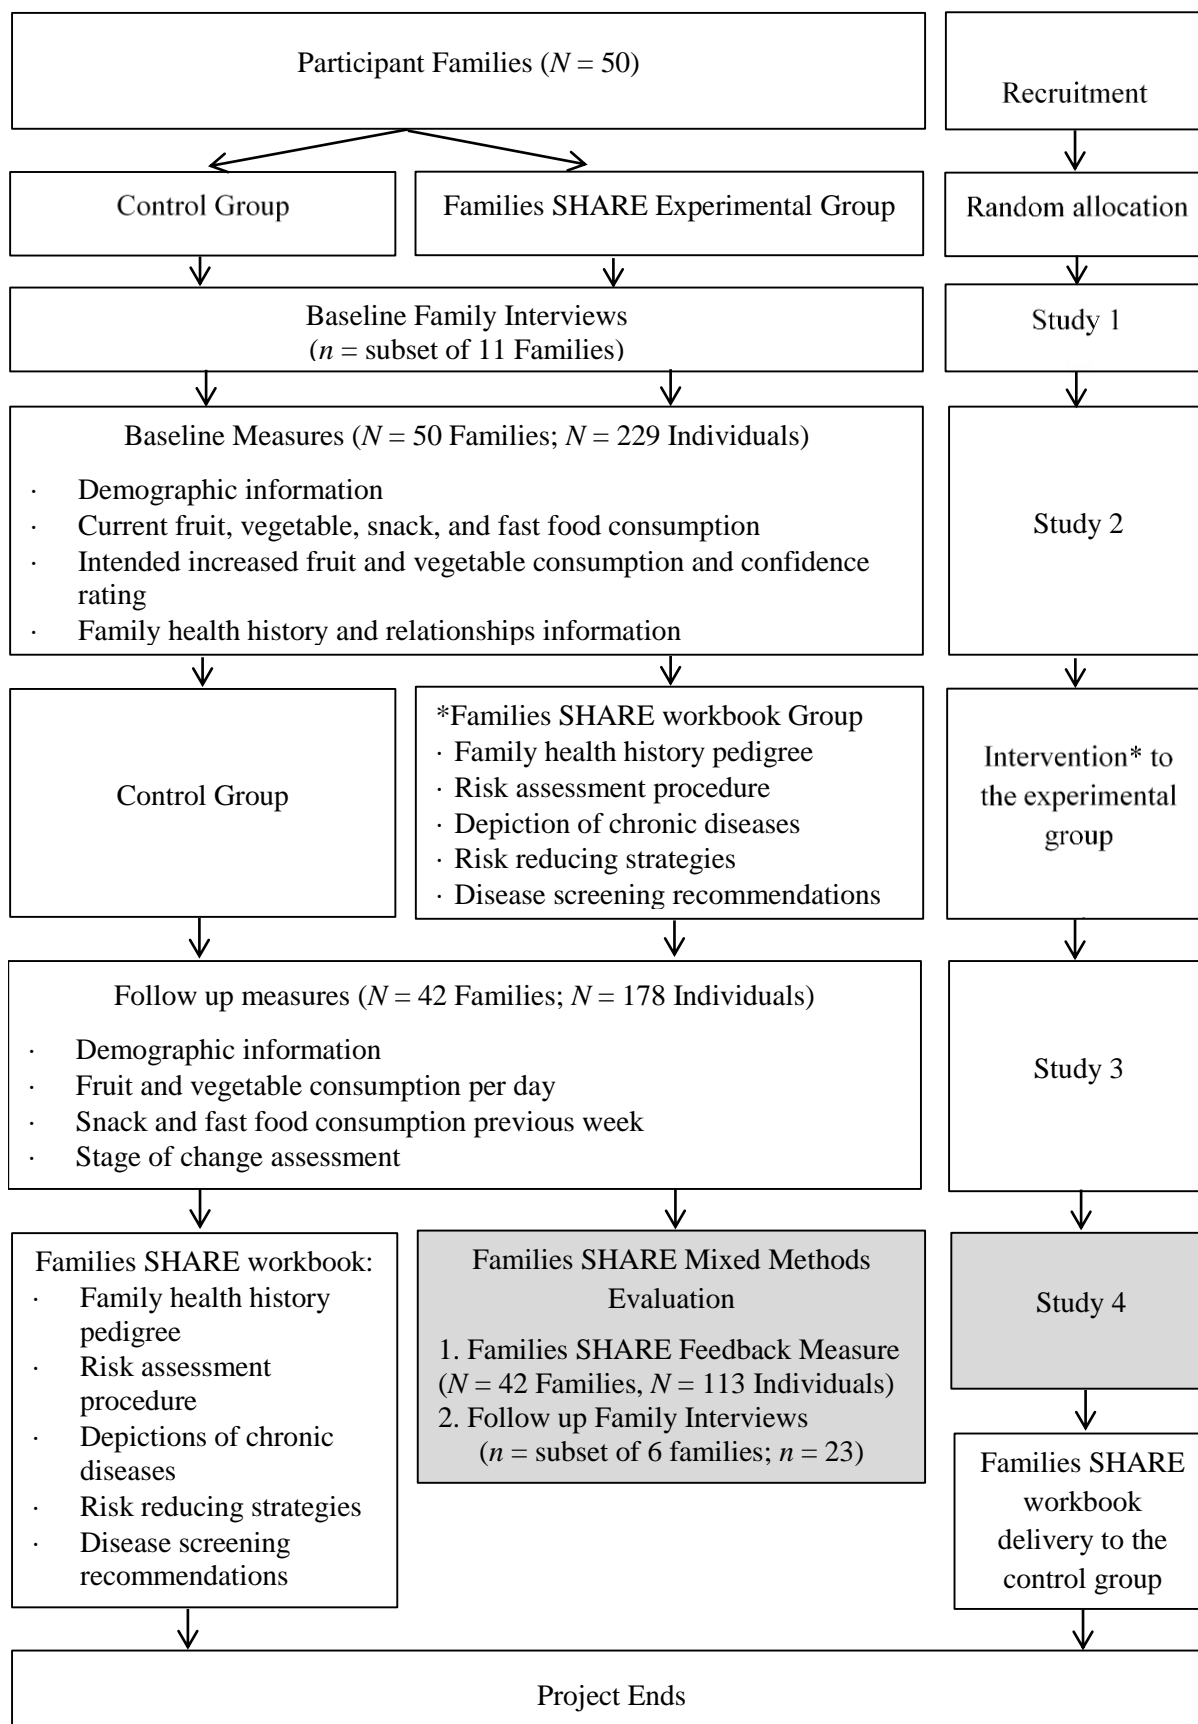 Participant Families (N = 50)
Recruitment
Control Group
Families SHARE Experimental Group
Random allocation
Baseline Family Interviews
(n = subset of 11 Families)
Study 1
Baseline Measures (N = 50 Families; N = 229 Individuals)
· Demographic information
· Current fruit, vegetable, snack, and fast food consumption
· Intended increased fruit and vegetable consumption and confidence
rating
· Family health history and relationships information
Study 2
Control Group
*Families SHARE workbook Group
· Family health history pedigree
· Risk assessment procedure
· Depiction of chronic diseases
· Risk reducing strategies
· Disease screening recommendations
Intervention* to
the experimental
group
Follow up measures (N = 42 Families; N = 178 Individuals)
· Demographic information
· Fruit and vegetable consumption per day
· Snack and fast food consumption previous week
· Stage of change assessment
Study 3
Families SHARE workbook:
· Family health history
pedigree
· Risk assessment
procedure
· Depictions of chronic
diseases
· Risk reducing strategies
· Disease screening
recommendations
Families SHARE Mixed Methods
Evaluation
1. Families SHARE Feedback Measure
(N = 42 Families, N = 113 Individuals)
2. Follow up Family Interviews
(n = subset of 6 families; n = 23)
Study 4
Families SHARE
workbook
delivery to the
control group
Project Ends